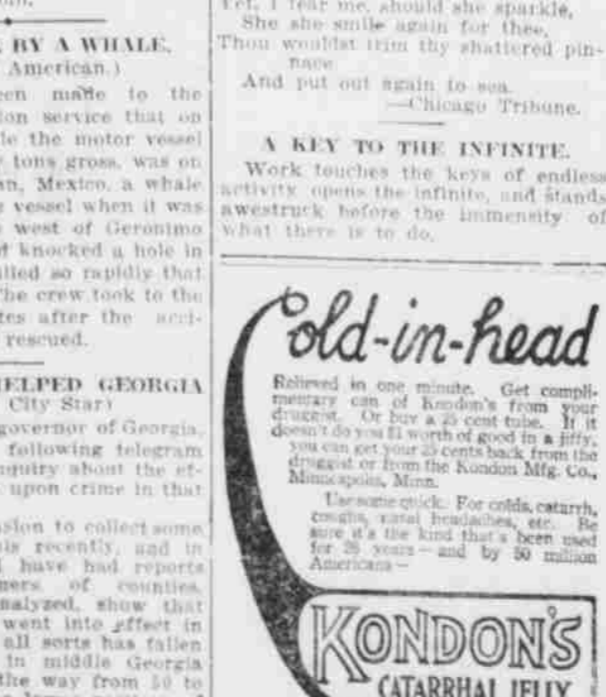 BY A WHALE.
American.)
een made to the
ion service that on
le the motor vessel
tons gross, was on
an, Mexico, a whale
vessel when it was
west of Geronimo
knocked a hole in
lled so rapidly that
The crew took to the
tes after the acci-
rescued.
ELPED GEORGIA
City Star)
governor of Georgia,
following telegram
nquiry about the ef-
upon crime in that
sion to collect some
is recently, and in
I have had reports
ners, of counties,
nalyzed, show that
went into effect in
all sorts has fallen
in middle Georgia
the way from 50 to
Yet, I fear me, should she sparkle,
She she smile again for thee,
Thou wouldst trim thy shattered pin-
nace
And put out again to sea.
—Chicago Tribune.
A KEY TO THE INFINITE.
Work touches the keys of endless
activity opens the infinite, and stands
awestruck before the immensity of
what there is to do.
Cold-in-head
Relieved in one minute. Get compli-
mentary can of Kondon's from your
druggist. Or buy a 25 cent tube. If it
doesn't do you $1 worth of good in a jiffy,
you can get your 25 cents back from the
druggist or from the Kondon Mfg. Co.,
Minneapolis, Minn.
Use some quick. For colds, catarrh,
coughs, nasal headaches, etc. Be
sure it's the kind that's been used
for 26 years—and by 50 million
Americans—
KONDON'S
CATARRHAL JELLY